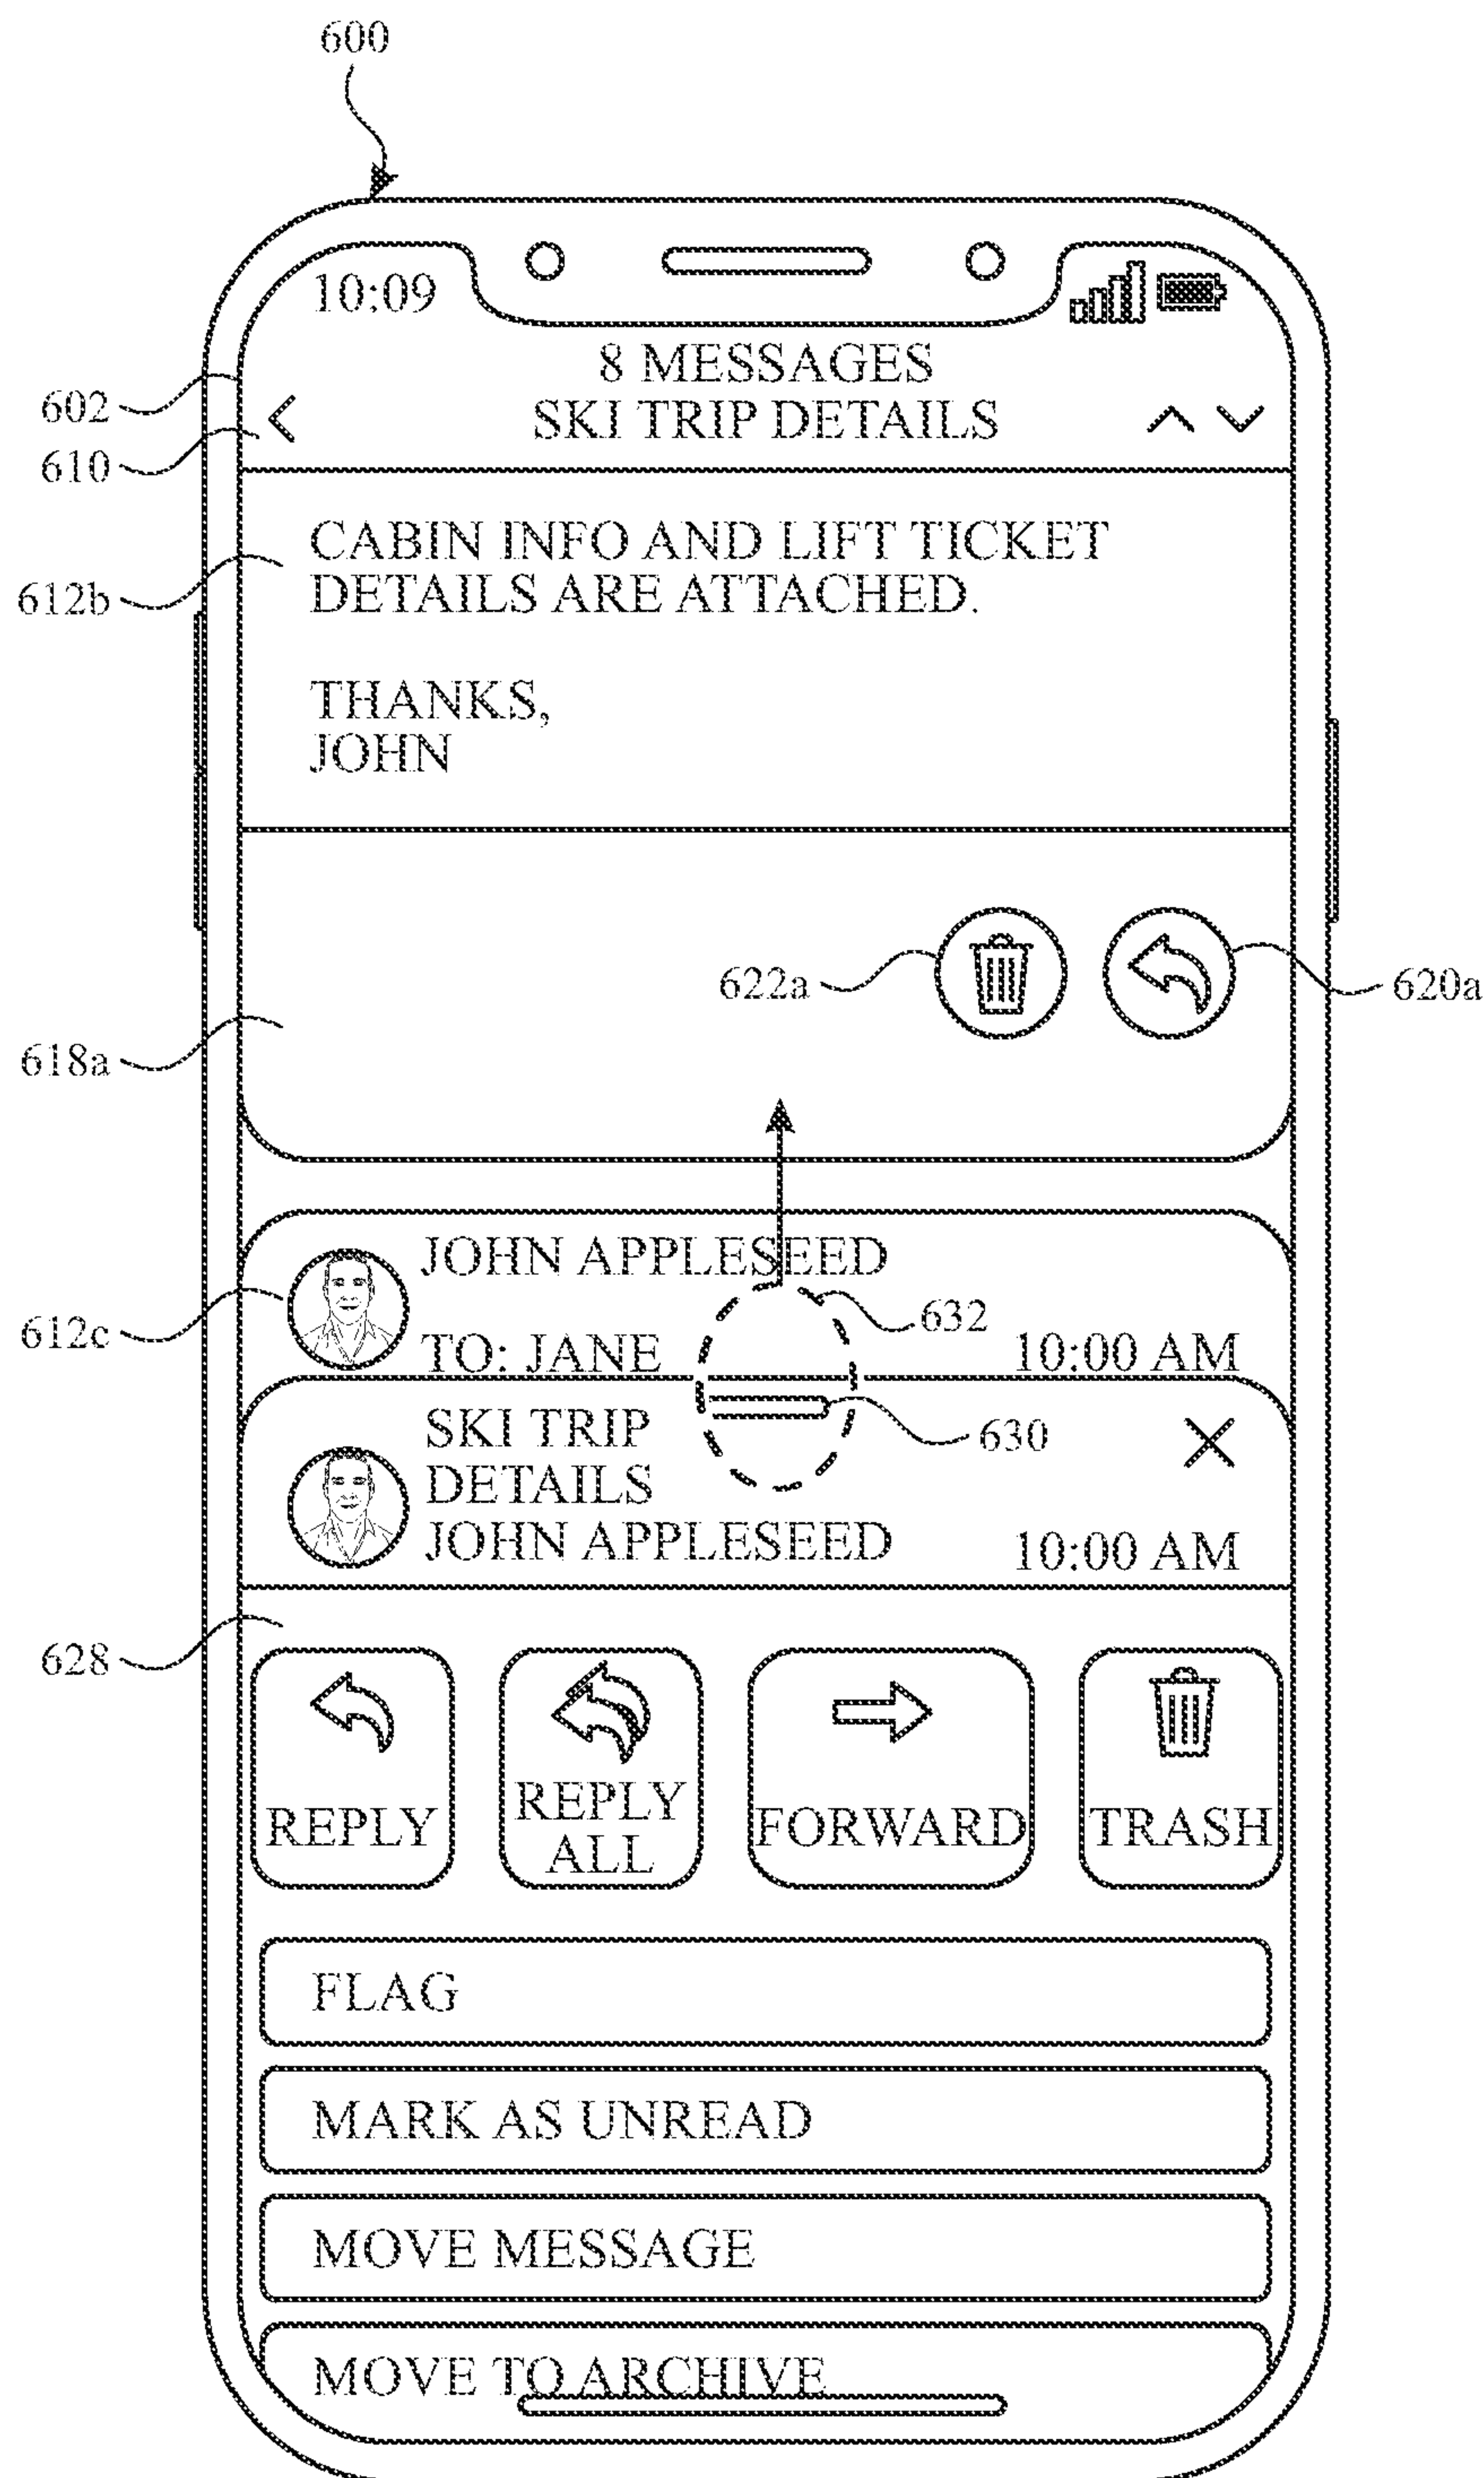 600
10:09
8 MESSAGES
602
SKI TRIP DETAILS
610
CABIN INFO AND LIFT TICKET
612b
DETAILS ARE ATTACHED.
THANKS,
JOHN
622a
620a
618a
JOHN APPLESEED
632
612c
TO: JANE
10:00 AM
SKI TRIP
630
DETAILS
JOHN APPLESEED
10:00 AM
628
REPLY
REPLY
ALL
FORWARD
TRASH
FLAG
MARK AS UNREAD
MOVE MESSAGE
MOVE TO ARCHIVE